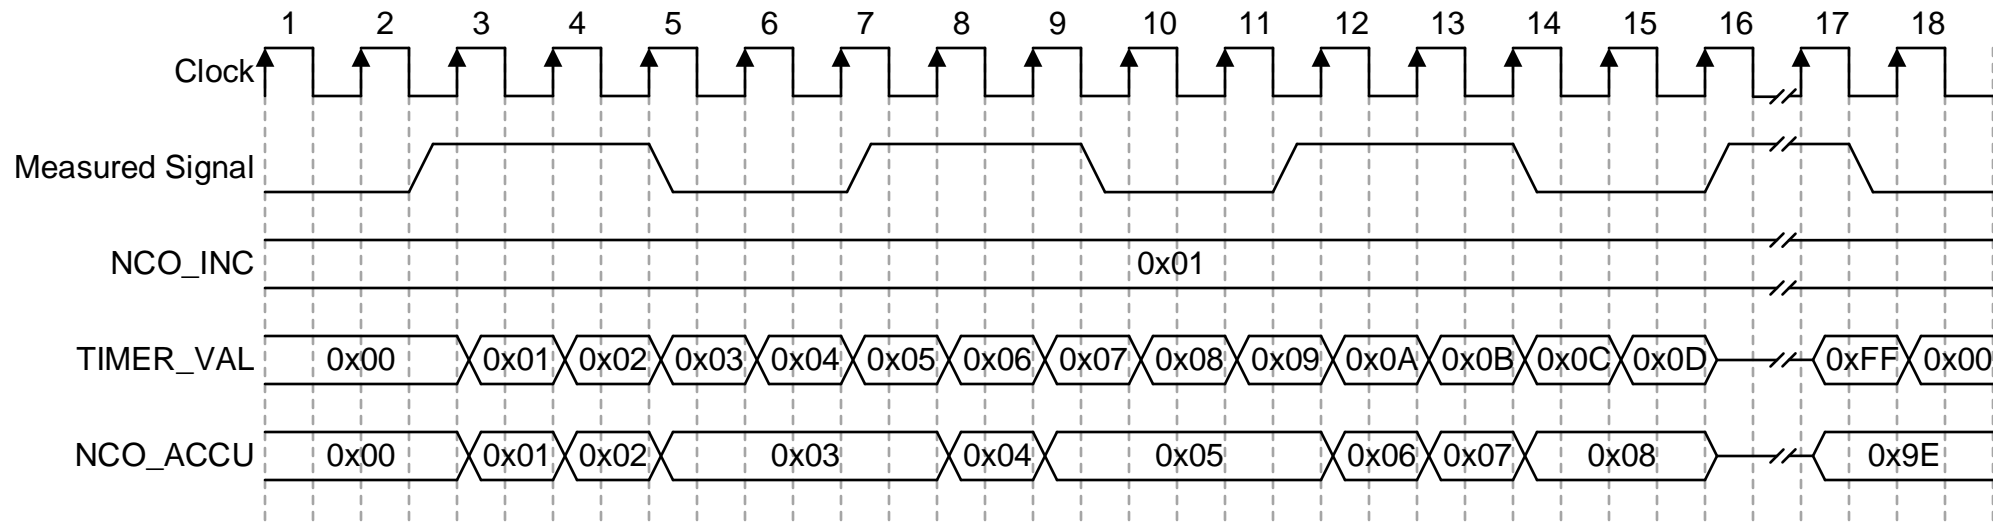 1 2 3 4 5 6 7 8 9 10 11 12 13 14 15 16 17 18
Clock
Measured Signal
NCO_INC 0x01
TIMER_VAL 0x00 0x01 0x02 0x03 0x04 0x05 0x06 0x07 0x08 0x09 0x0A 0x0B 0x0C 0x0D 0xFF 0x00
NCO_ACCU 0x00 0x01 0x02 0x03 0x04 0x05 0x06 0x07 0x08 0x9E